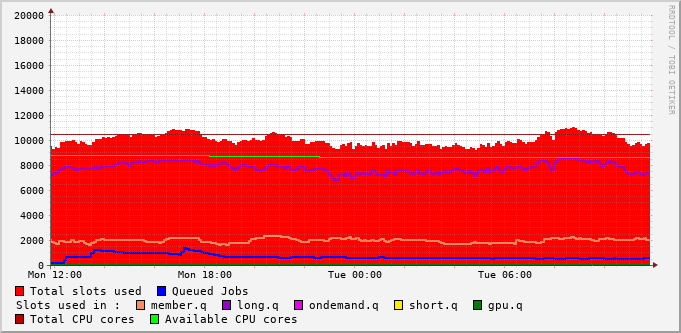 20000
18000
16000
14000
12000
10000
8000
6000
4000
2000
0
Mon 12:00 Mon 18:00 Tue 00:00 Tue 06:00
RRDTOOL / TOBI OETIKER
Total slots used Queued Jobs
Slots used in : member.q long.q ondemand.q short.q gpu.q
Total CPU cores Available CPU cores